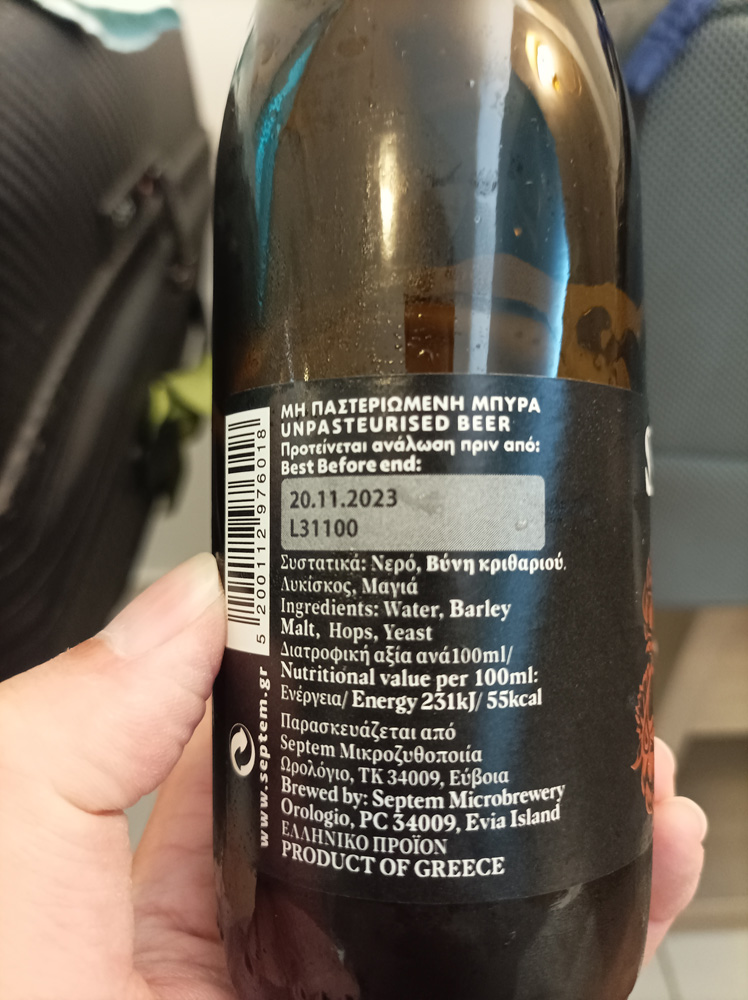 ΜΗ ΠΑΣΤΕΡΙΩΜΕΝΗ ΜΠΥΡΑ
UNPASTEURISED BEER
Προτείνεται ανάλωση πριν από:
Best Before end:
20.11.2023
L31100
Συστατικά: Νερό, Βύνη κριθαριού,
Λυκίσκος, Μαγιά
Ingredients: Water, Barley
Malt, Hops, Yeast
Διατροφική αξία ανά100ml/
Nutritional value per 100ml:
Ενέργεια/ Energy 231kJ/ 55kcal
Παρασκευάζεται από
Septem Μικροζυθοποιία
Ωρολόγιο, ΤΚ 34009, Εύβοια
Brewed by: Septem Microbrewery
Orologio, PC 34009, Evia Island
ΕΛΛΗΝΙΚΟ ΠΡΟΪΟΝ
PRODUCT OF GREECE
5 200112 976018
www.septem.gr